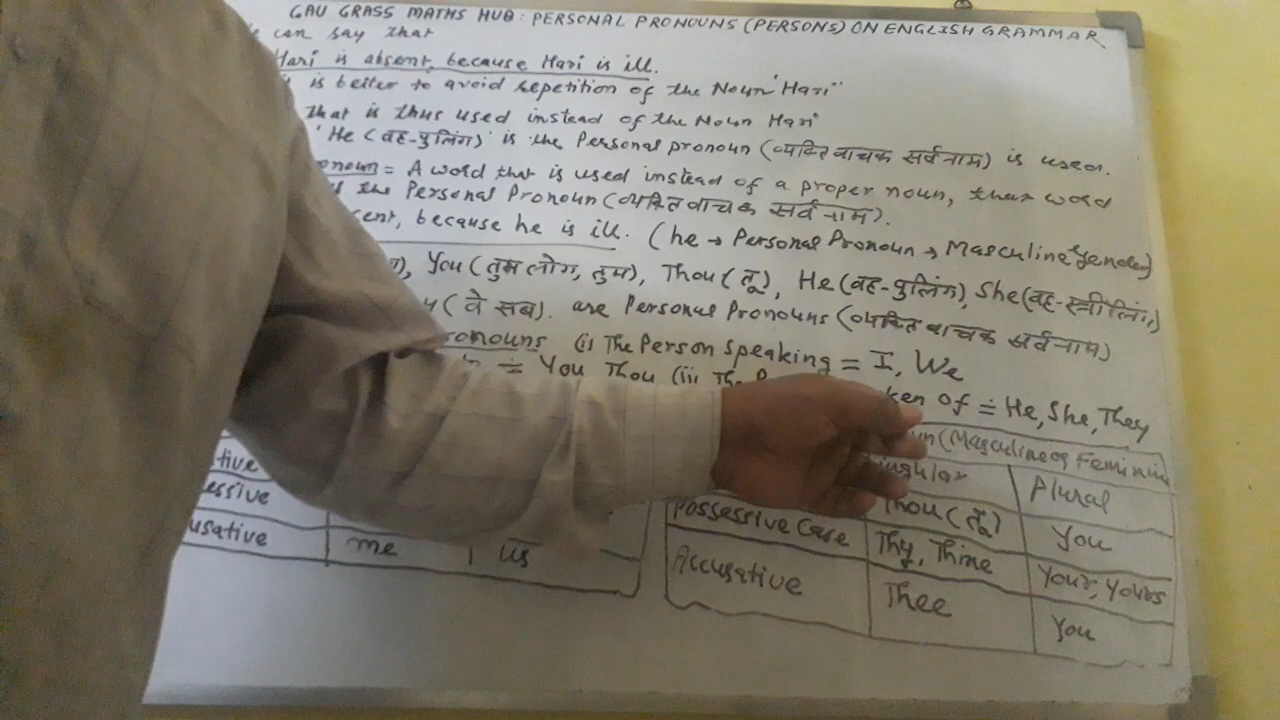 GAU GRASS MATHS HUB: PERSONAL PRONOUNS (PERSONS) ON ENGLISH GRAMMAR
can say that
Hari is absent, because Hari is ill.
is better to avoid repetition of the Noun 'Hari"
That is thus used instead of the Noun Hari'
'He (वह-पुलिंग)' is the Personal pronoun (व्यक्ति वाचक सर्वनाम) is used.
= A word that is used instead of a proper noun, that word
the Personal Pronoun (व्यक्ति वाचक सर्वनाम).
because he is ill. (he → Personal Pronoun → Masculine Gender)
You (तुम लोग, तुम), Thou (तू), He (वह-पुलिंग), She (वह-स्त्रीलिंग)
(वे सब). are Personal Pronouns (व्यक्ति वाचक सर्वनाम)
(i) The Person Speaking = I, We
÷ You Thou (iii
of ÷ He, She, They
(Masculine or Feminin
Plural
Thou (तू) You
Possessive Case Thy, Thine Your, Yours
me us
Accusative Thee You